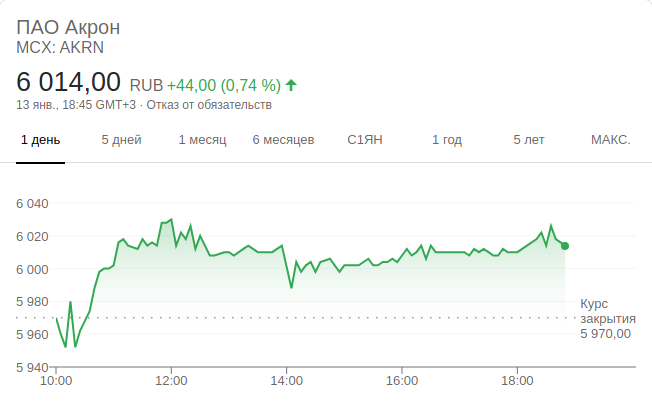 ПАО Акрон
MCX: AKRN
6 014,00 RUB +44,00 (0,74 %)
13 янв., 18:45 GMT+3 · Отказ от обязательств
1 день 5 дней 1 месяц 6 месяцев С1ЯН 1 год 5 лет МАКС.
6 040
6 020
6 000
5 980
5 960
5 940
Курс
закрытия
5 970,00
10:00 12:00 14:00 16:00 18:00